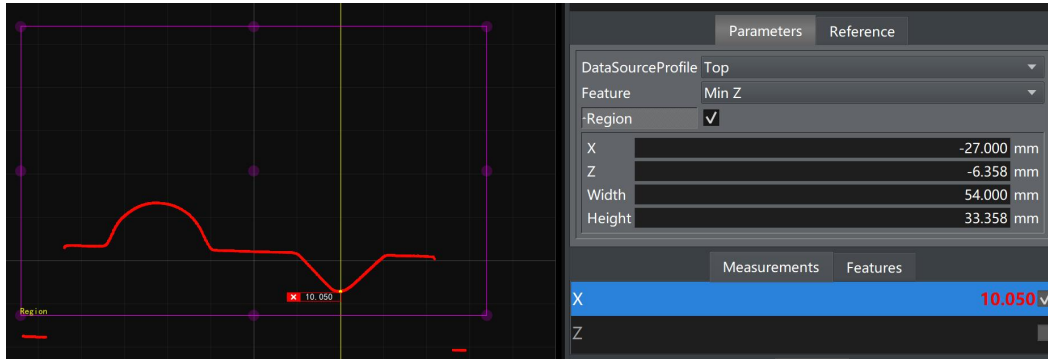 Parameters Reference
DataSourceProfile Top
Feature Min Z
-Region
X -27.000 mm
Z -6.358 mm
Width 54.000 mm
Height 33.358 mm
Measurements Features
X 10.050
Z
X 10.050
Region